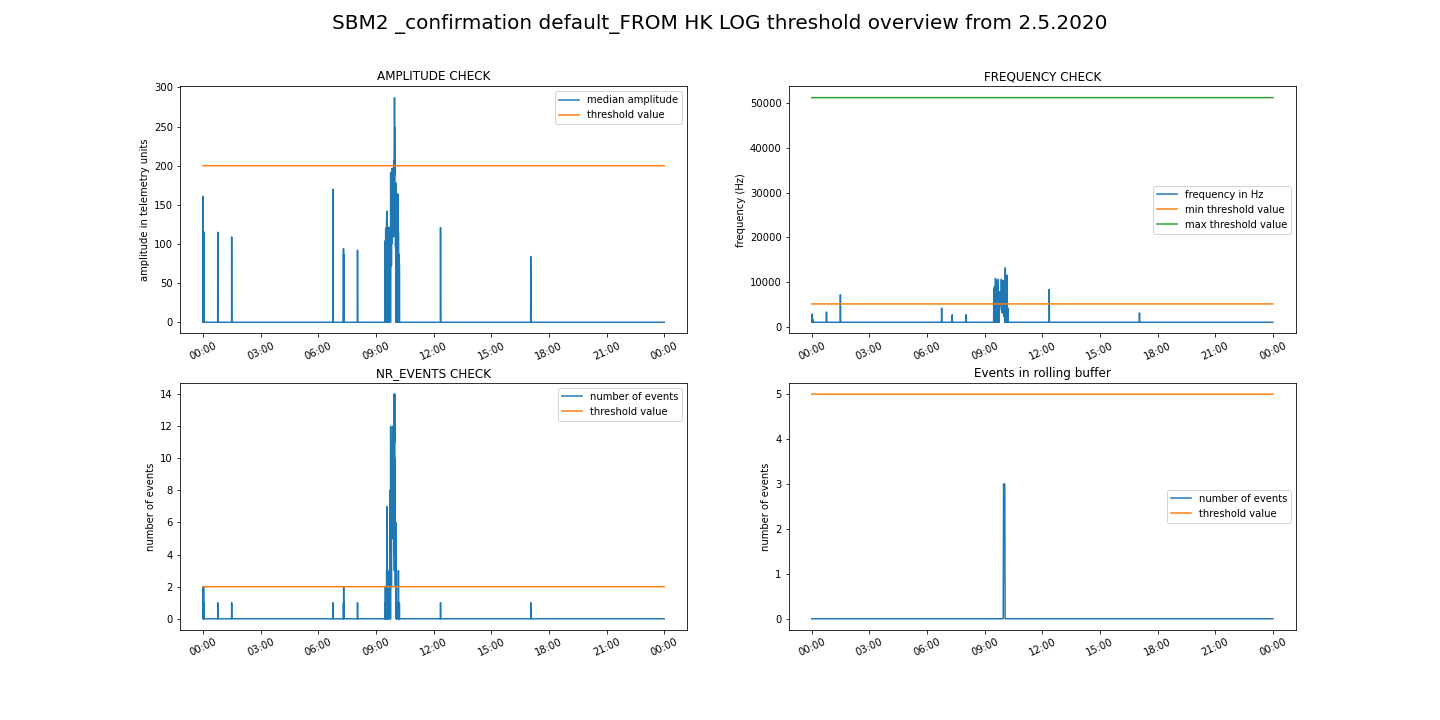 SBM2 _confirmation default_FROM HK LOG threshold overview from 2.5.2020
AMPLITUDE CHECK
amplitude in telemetry units
300
250
200
150
100
50
0
median amplitude
threshold value
00:00 03:00 06:00 09:00 12:00 15:00 18:00 21:00 00:00
FREQUENCY CHECK
frequency (Hz)
50000
40000
30000
20000
10000
0
frequency in Hz
min threshold value
max threshold value
00:00 03:00 06:00 09:00 12:00 15:00 18:00 21:00 00:00
NR_EVENTS CHECK
number of events
14
12
10
8
6
4
2
0
number of events
threshold value
00:00 03:00 06:00 09:00 12:00 15:00 18:00 21:00 00:00
Events in rolling buffer
number of events
5
4
3
2
1
0
number of events
threshold value
00:00 03:00 06:00 09:00 12:00 15:00 18:00 21:00 00:00